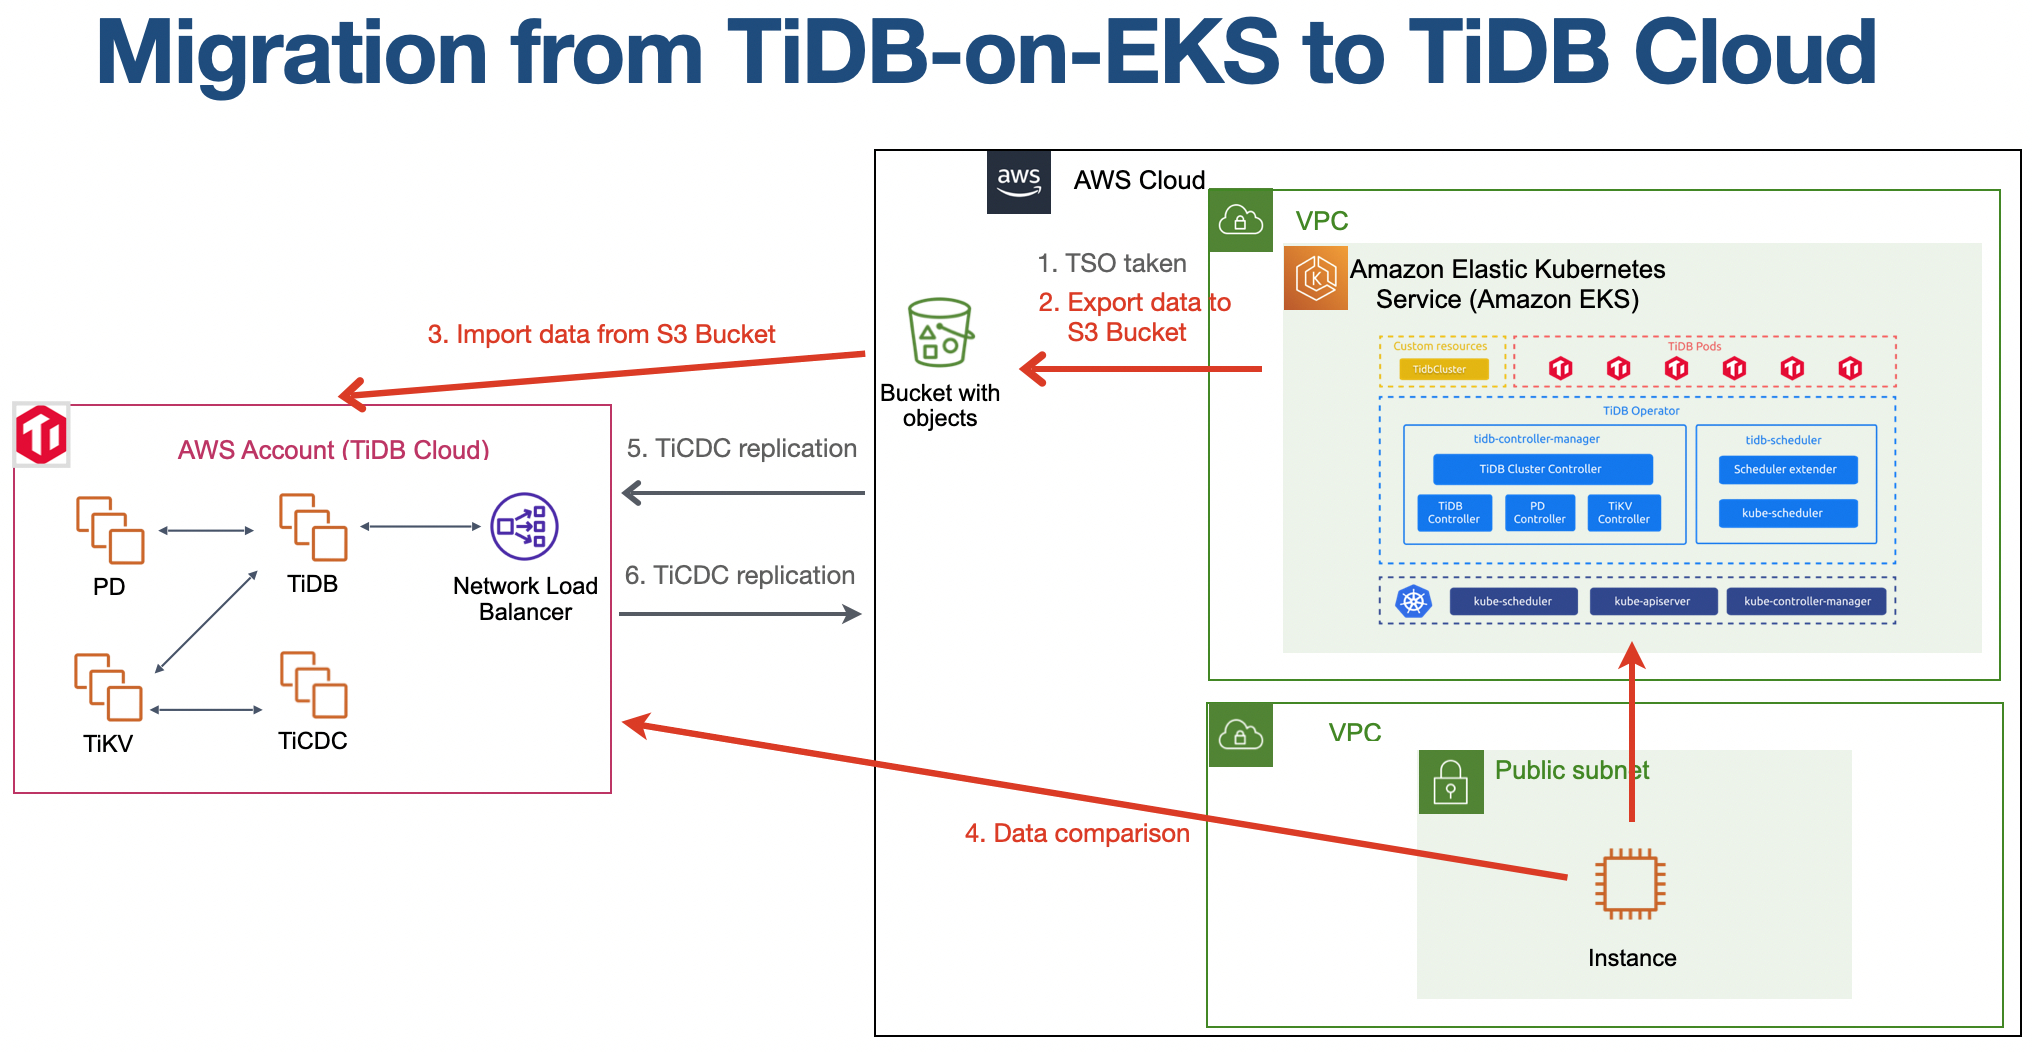 Migration from TiDB-on-EKS to TiDB Cloud
aws
AWS Cloud
VPC
1. TSO taken
2. Export data to
S3 Bucket
Amazon Elastic Kubernetes
Service (Amazon EKS)
K
3. Import data from S3 Bucket
Bucket with
objects
Custom resources
TidbCluster
TiDB Pods
TiDB Operator
tidb-controller-manager
TiDB Cluster Controller
TiDB
Controller
PD
Controller
TiKV
Controller
tidb-scheduler
Scheduler extender
kube-scheduler
kube-scheduler
kube-apiserver
kube-controller-manager
AWS Account (TiDB Cloud)
5. TiCDC replication
6. TiCDC replication
PD
TiDB
Network Load
Balancer
TiKV
TiCDC
4. Data comparison
VPC
Public subnet
Instance